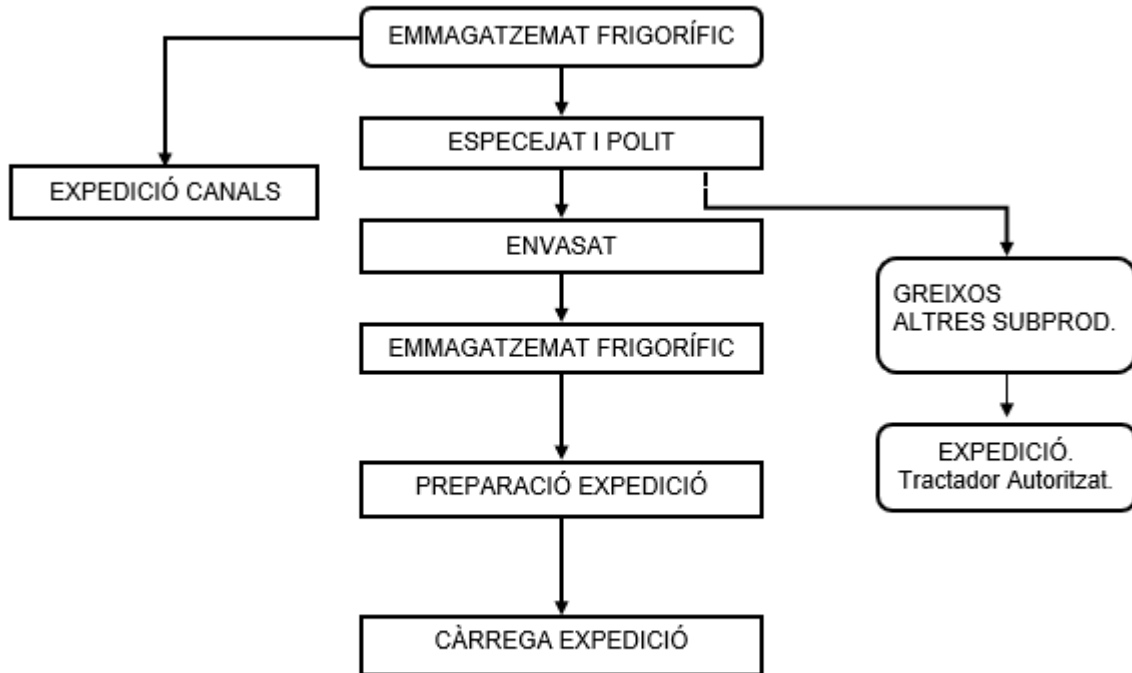 EMMAGATZEMAT FRIGORÍFIC
ESPECEJAT I POLIT
EXPEDICIÓ CANALS
ENVASAT
GREIXOS
ALTRES SUBPROD.
EMMAGATZEMAT FRIGORÍFIC
EXPEDICIÓ.
Tractador Autoritzat.
PREPARACIÓ EXPEDICIÓ
CÀRREGA EXPEDICIÓ